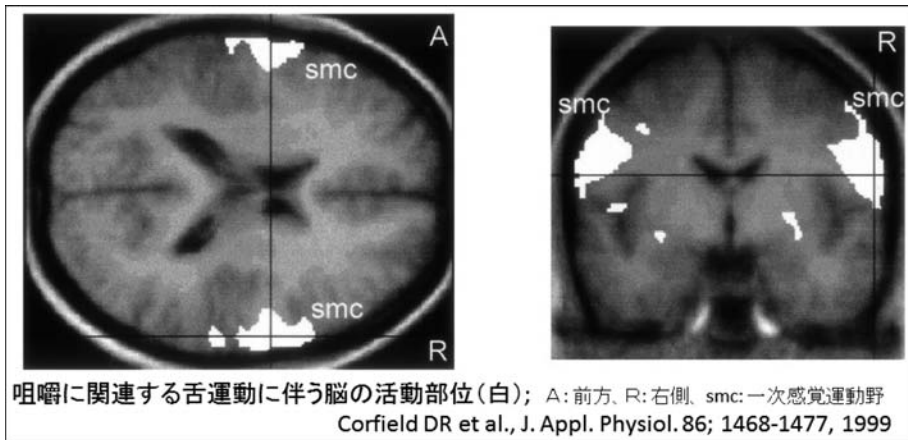 A
smc
smc
R
R
smc
smc
咀嚼に関連する舌運動に伴う脳の活動部位(白); A:前方、R:右側、smc:一次感覚運動野
Corfield DR et al., J. Appl. Physiol. 86; 1468-1477, 1999